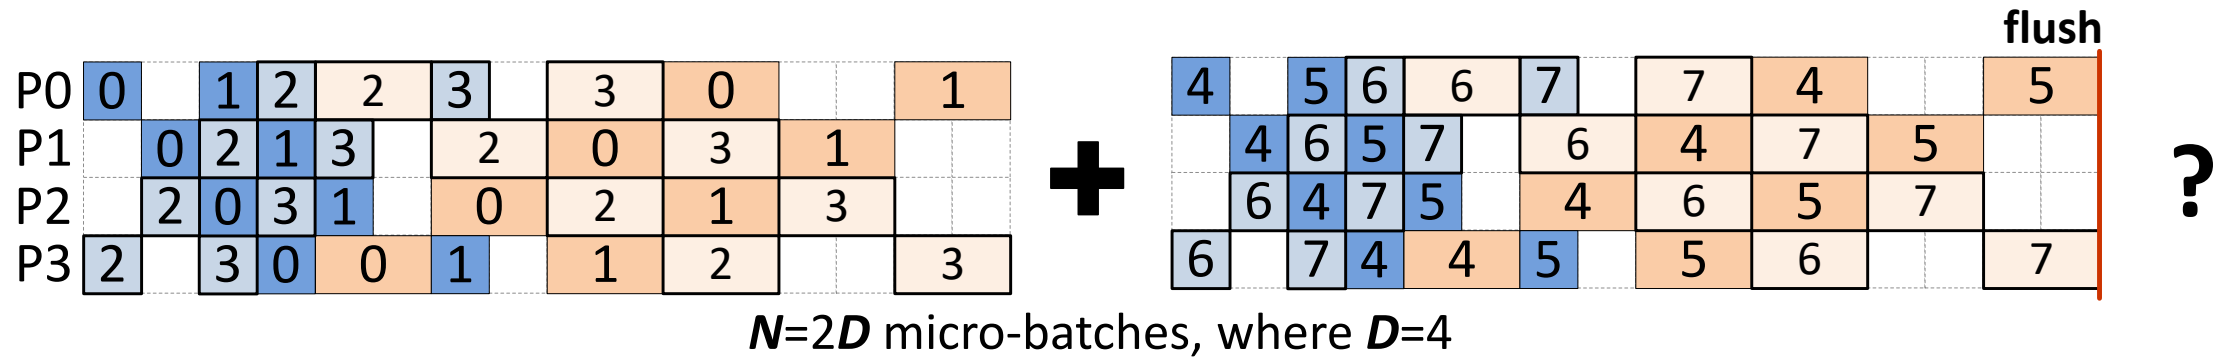 flush
P0 0 1 2 2 3 3 0 1 4 5 6 6 7 7 4 5
P1 0 2 1 3 2 0 3 1 4 6 5 7 6 4 7 5
P2 2 0 3 1 0 2 1 3 6 4 7 5 4 6 5 7
P3 2 3 0 0 1 1 2 3 6 7 4 4 5 5 6 7
+ ?
N=2D micro-batches, where D=4